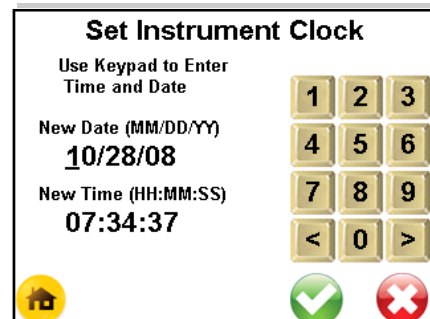 Set Instrument Clock
Use Keypad to Enter
Time and Date
New Date (MM/DD/YY)
10/28/08
New Time (HH:MM:SS)
07:34:37
1 2 3
4 5 6
7 8 9
< 0 >